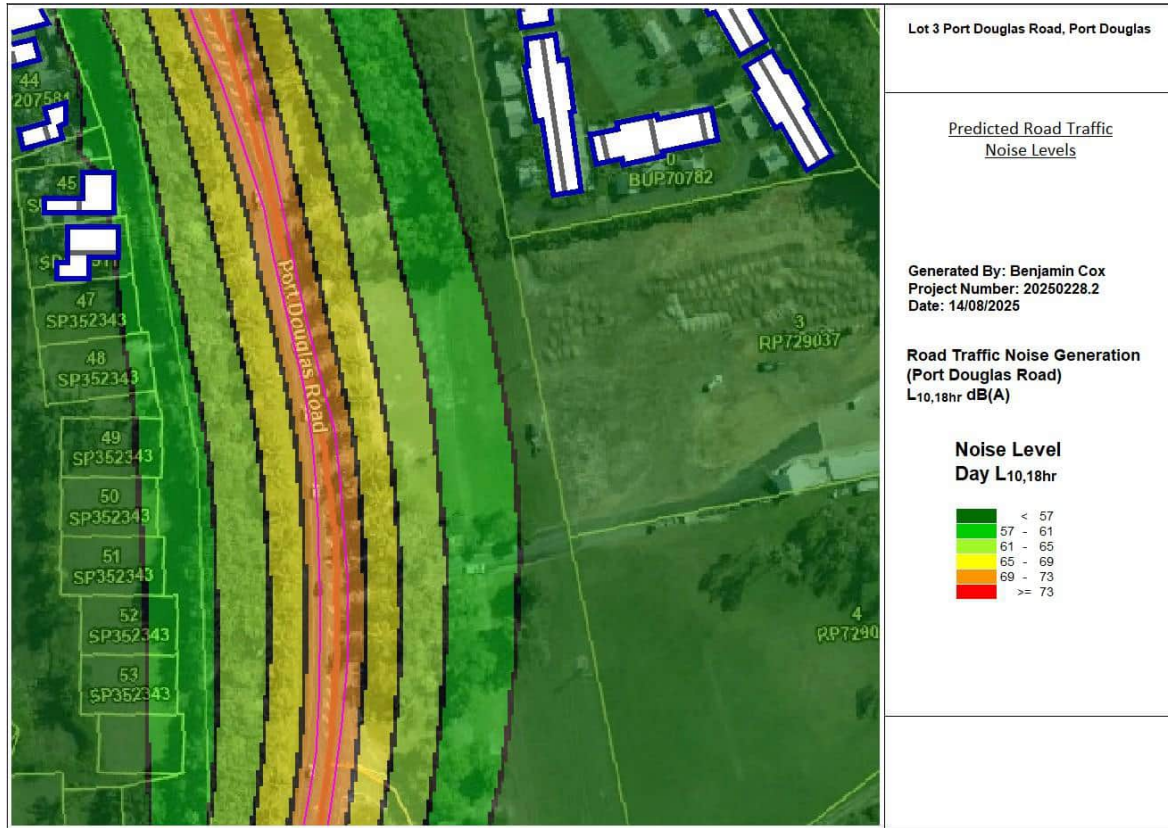 44
207584
45
47
SP352343
48
SP352343
49
SP352343
50
SP352343
51
SP352343
52
SP352343
53
SP352343
Port Douglas Road
0
BUP70782
3
RP729037
4
RP7290
Lot 3 Port Douglas Road, Port Douglas
Predicted Road Traffic
Noise Levels
Generated By: Benjamin Cox
Project Number: 20250228.2
Date: 14/08/2025
Road Traffic Noise Generation
(Port Douglas Road)
L10,18hr dB(A)
Noise Level
Day L10,18hr
< 57
57 - 61
61 - 65
65 - 69
69 - 73
>= 73